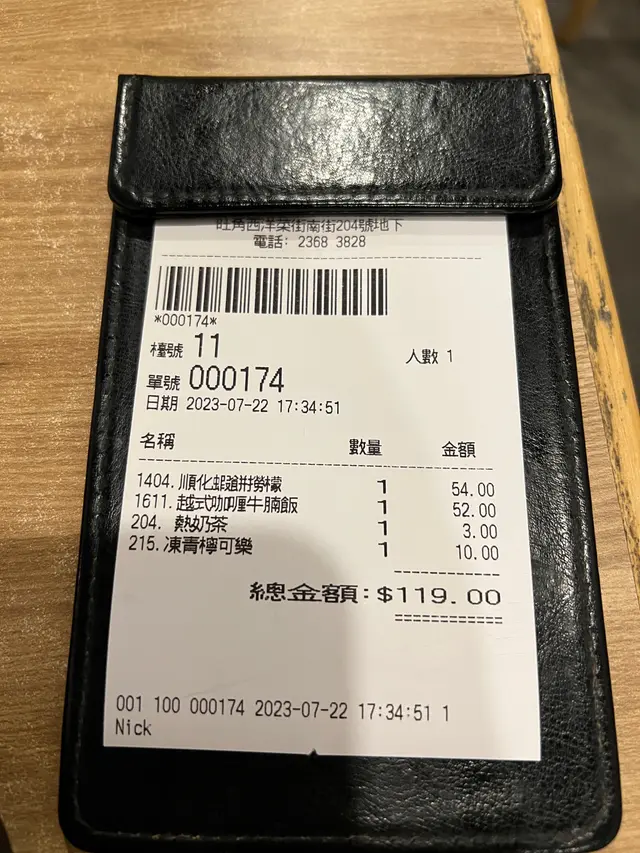 旺角西洋菜街南街204號地下
電話: 2368 3828
*000174*
檯號 11 人數 1
單號 000174
日期 2023-07-22 17:34:51
名稱 數量 金額
1404. 順化蝦 檬 1 54.00
1611. 越式咖喱牛腩飯 1 52.00
204. 熱奶茶 1 3.00
215. 凍青檸可樂 1 10.00
總金額: $119.00
001 100 000174 2023-07-22 17:34:51 1
Nick